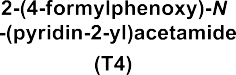 2-(4-formylphenoxy)-N
-(pyridin-2-yl)acetamide
(T4)